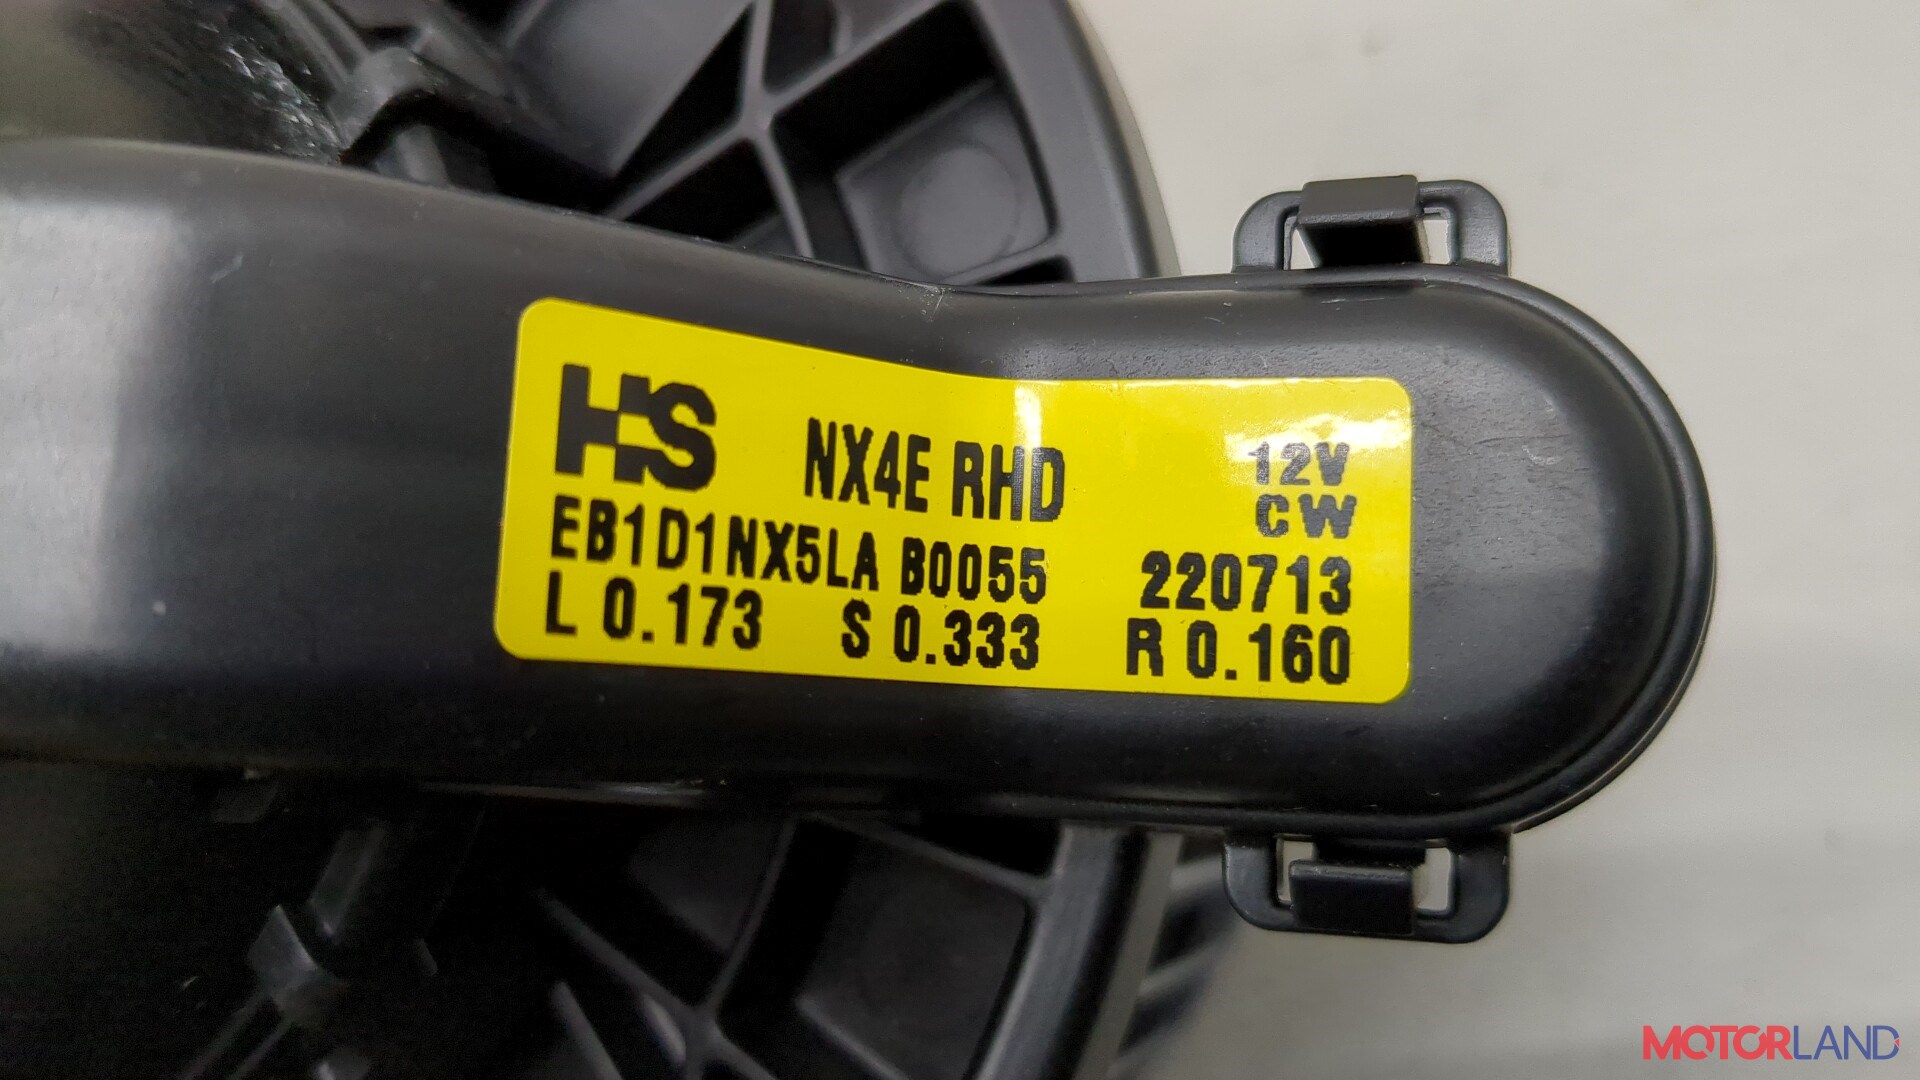 HS NX4E RHD 12V
CW
EB1D1NX5LA B0055 220713
L 0.173 S 0.333 R 0.160
MOTORLAND